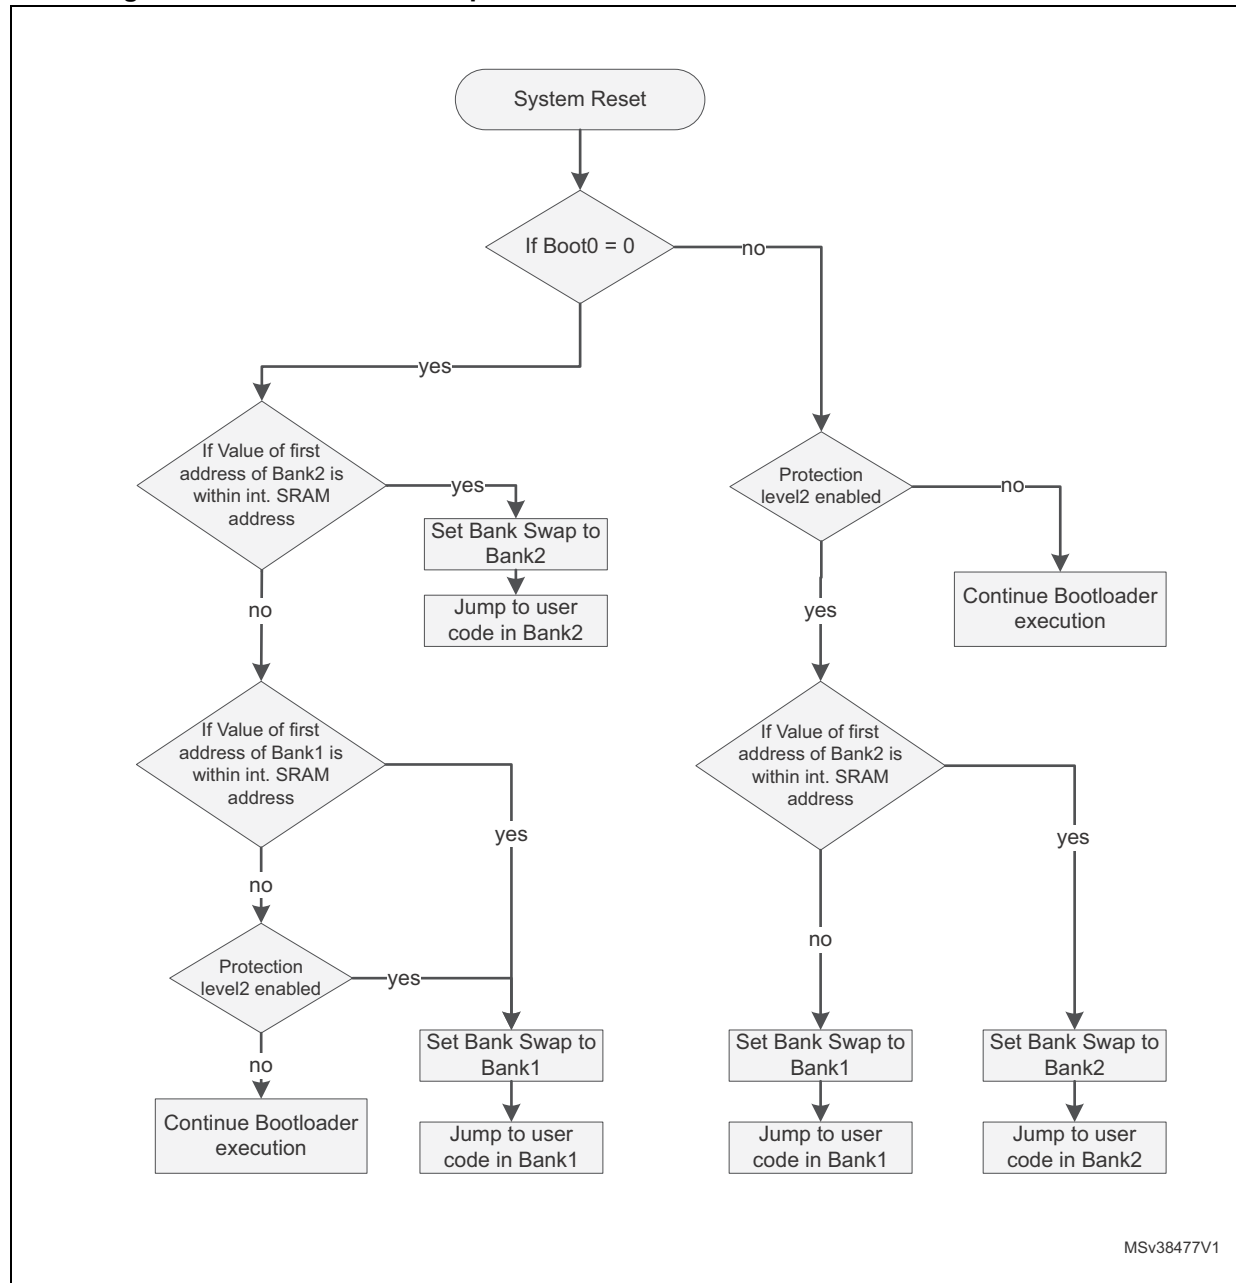 System Reset
If Boot0 = 0
no
yes
If Value of first
address of Bank2 is
within int. SRAM
address
yes
Set Bank Swap to
Bank2
Jump to user
code in Bank2
no
If Value of first
address of Bank1 is
within int. SRAM
address
yes
no
Protection
level2 enabled
yes
no
Continue Bootloader
execution
Set Bank Swap to
Bank1
Jump to user
code in Bank1
Protection
level2 enabled
no
Continue Bootloader
execution
yes
If Value of first
address of Bank2 is
within int. SRAM
address
yes
no
Set Bank Swap to
Bank1
Jump to user
code in Bank1
Set Bank Swap to
Bank2
Jump to user
code in Bank2
MSv38477V1